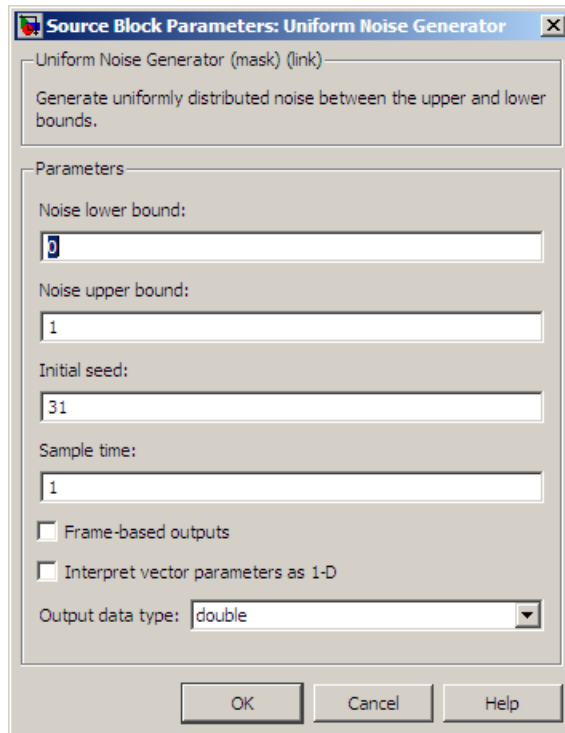 Source Block Parameters: Uniform Noise Generator
Uniform Noise Generator (mask) (link)
Generate uniformly distributed noise between the upper and lower
bounds.
Parameters
Noise lower bound:
0
Noise upper bound:
1
Initial seed:
31
Sample time:
1
Frame-based outputs
Interpret vector parameters as 1-D
Output data type: double
OK Cancel Help